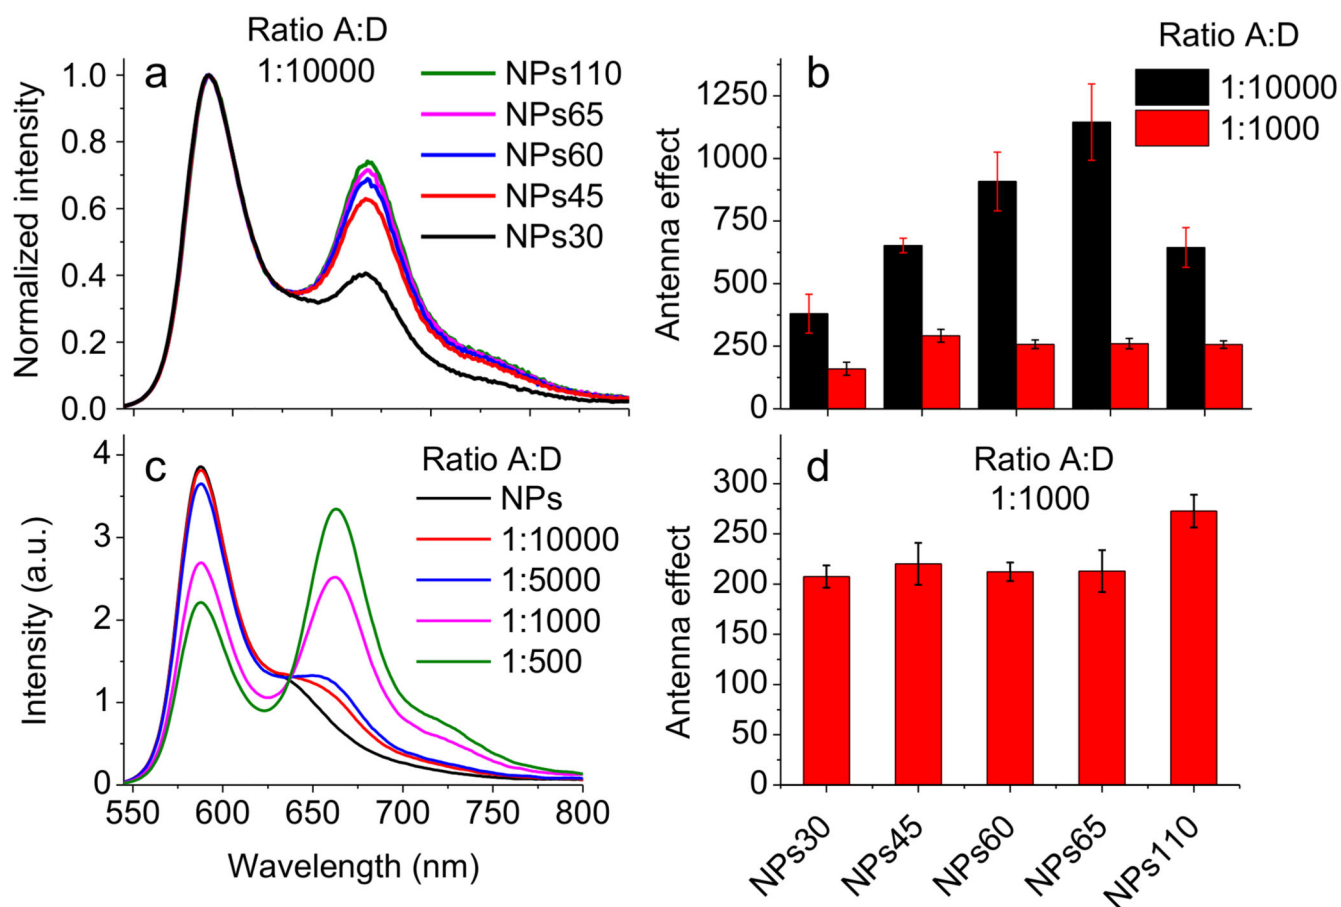 Ratio A:D
1:10000
a
NPs110
NPs65
NPs60
NPs45
NPs30
1.0
0.8
0.6
0.4
0.2
0.0
Normalized intensity
Ratio A:D
b
1:10000
1:1000
1250
1000
750
500
250
0
Antenna effect
c
Ratio A:D
NPs
1:10000
1:5000
1:1000
1:500
4
3
2
1
0
Intensity (a.u.)
550 600 650 700 750 800
Wavelength (nm)
d
Ratio A:D
1:1000
300
250
200
150
100
50
0
Antenna effect
NPs30
NPs45
NPs60
NPs65
NPs110